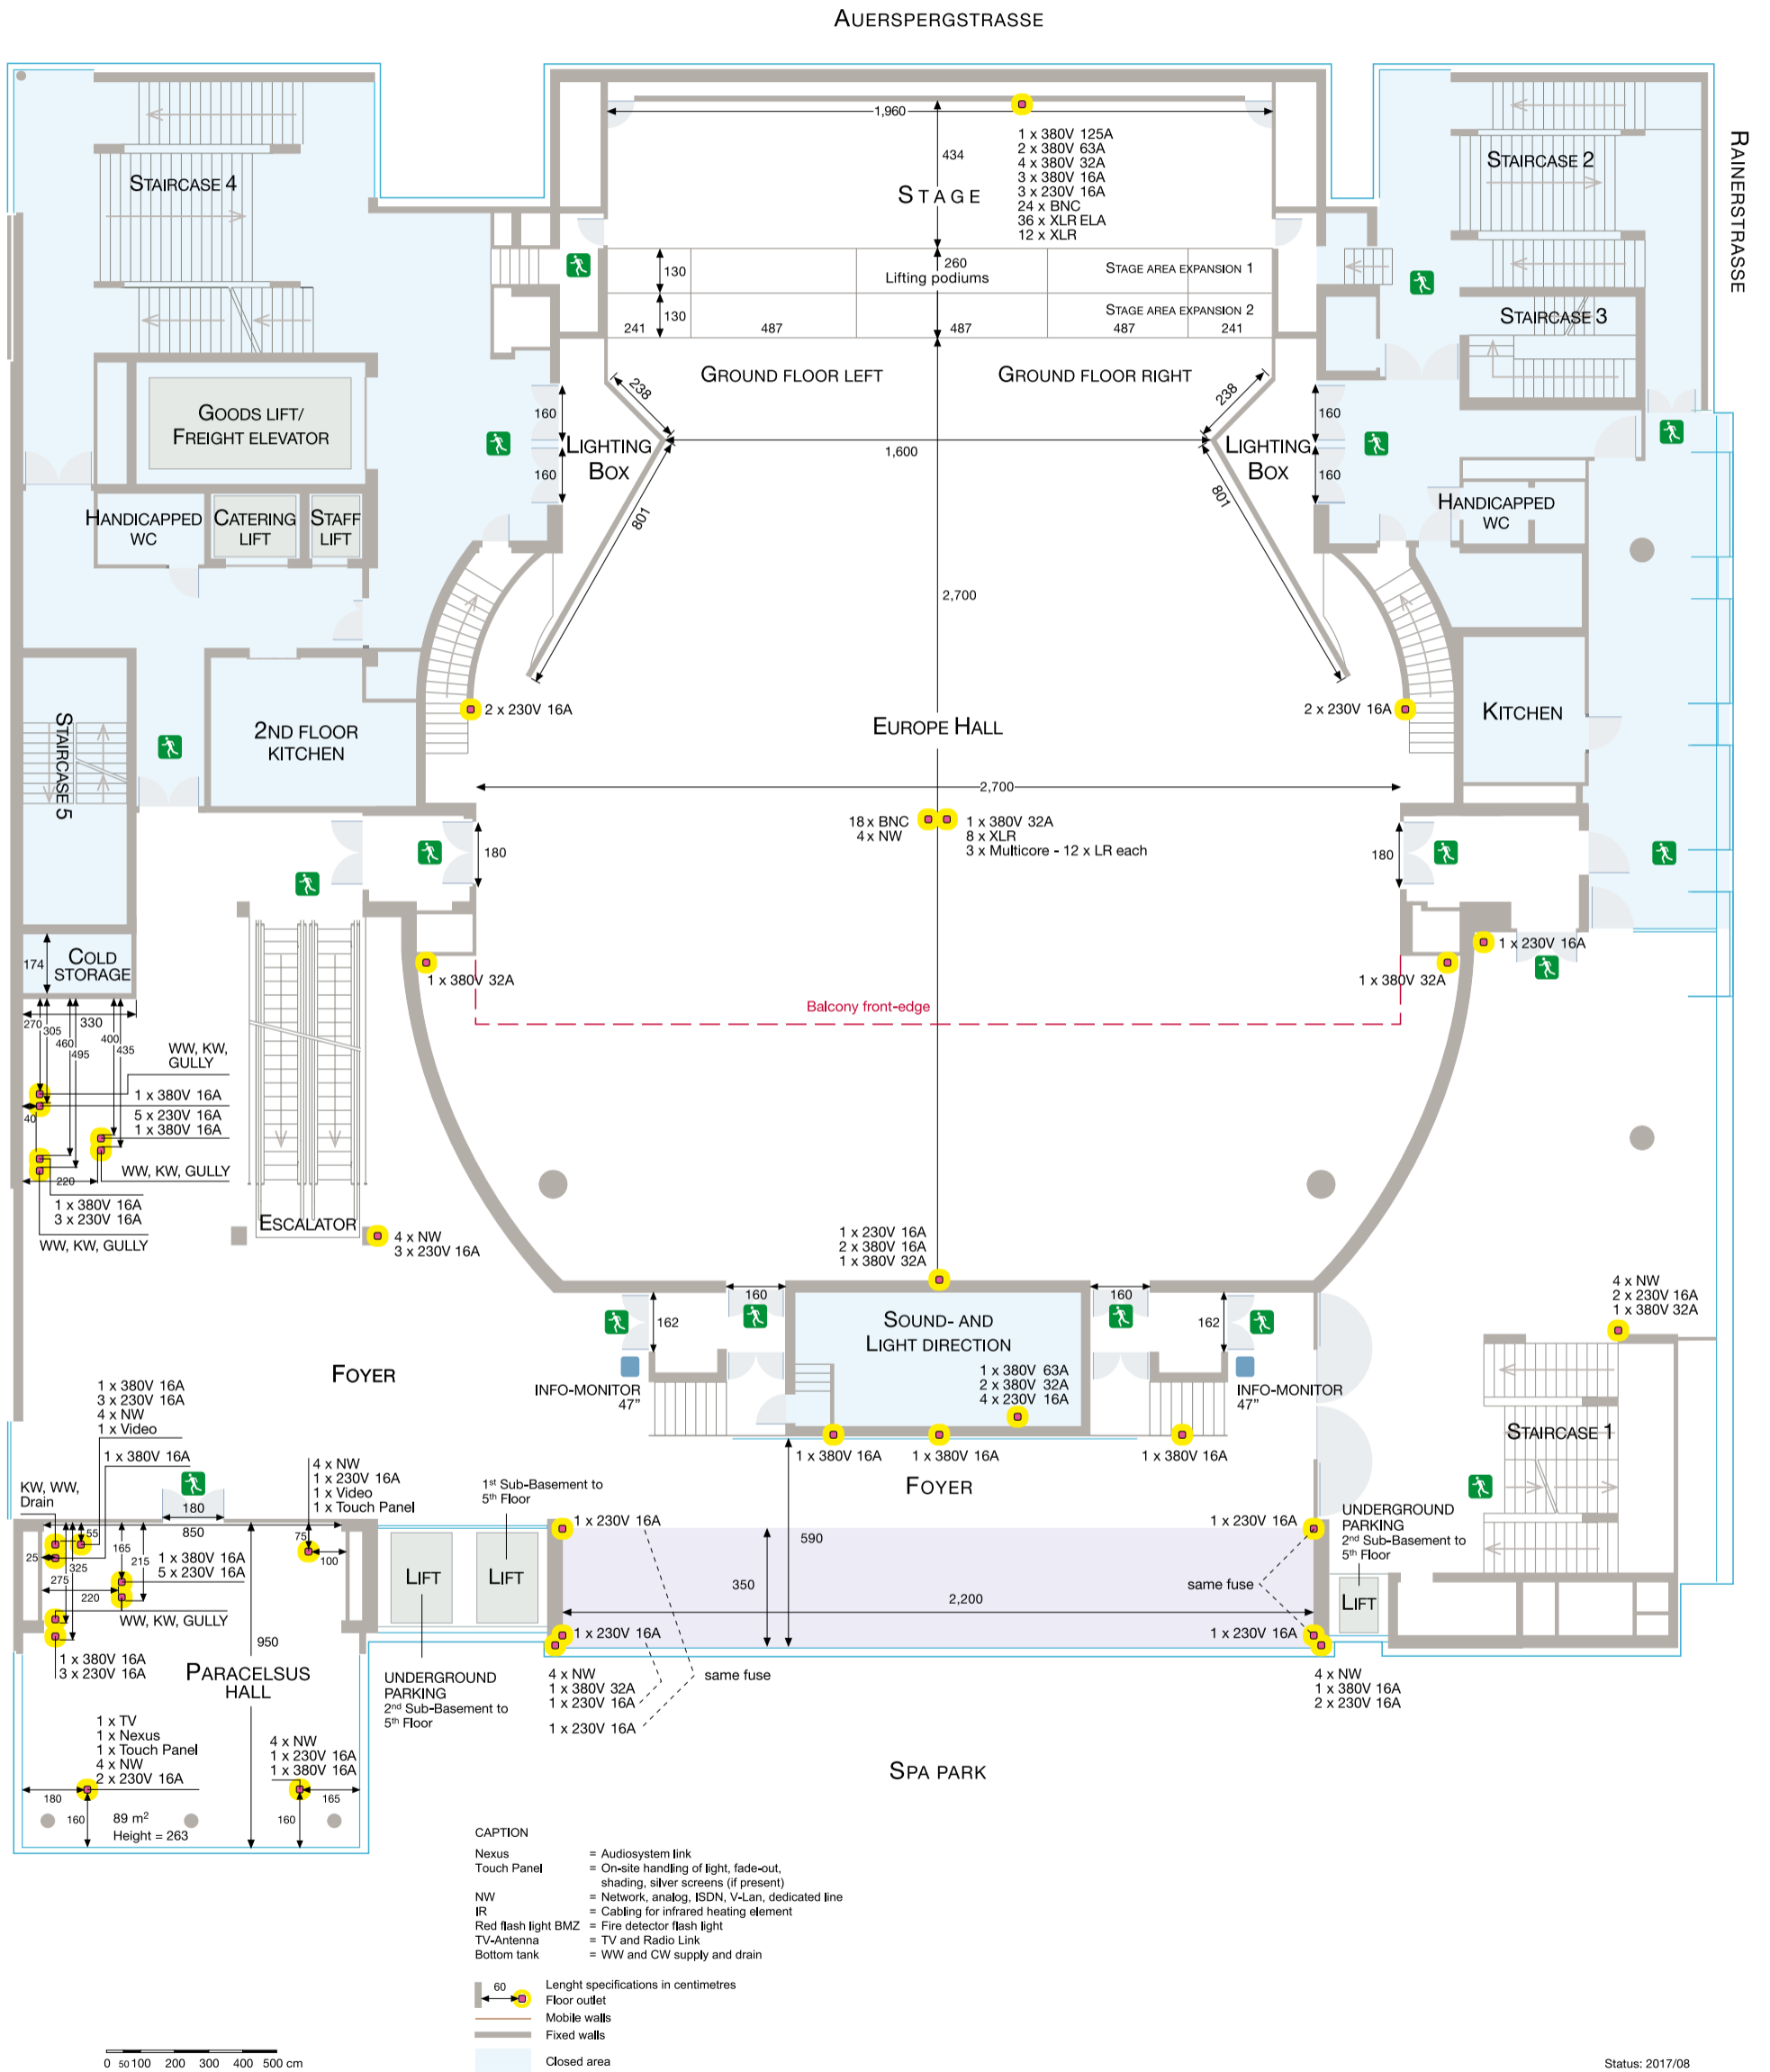 AUERSPERGSTRASSE
RAINERSTRASSE
1,960
434
STAGE
1 x 380V 125A
2 x 380V 63A
4 x 380V 32A
3 x 380V 16A
3 x 230V 16A
24 x BNC
36 x XLR ELA
12 x XLR
STAIRCASE 4
STAIRCASE 2
STAIRCASE 3
130
260
Lifting podiums
STAGE AREA EXPANSION 1
130
STAGE AREA EXPANSION 2
241
487
487
487
241
GROUND FLOOR LEFT
GROUND FLOOR RIGHT
238
238
GOODS LIFT/
FREIGHT ELEVATOR
160
160
LIGHTING
BOX
1,600
LIGHTING
BOX
160
160
801
801
HANDICAPPED
WC
CATERING
LIFT
STAFF
LIFT
HANDICAPPED
WC
2,700
STAIRCASE 5
2ND FLOOR
KITCHEN
2 x 230V 16A
EUROPE HALL
2 x 230V 16A
KITCHEN
2,700
18 x BNC
4 x NW
1 x 380V 32A
8 x XLR
3 x Multicore - 12 x LR each
180
180
174
COLD
STORAGE
1 x 380V 32A
1 x 230V 16A
1 x 380V 32A
Balcony front-edge
270
305
330
460
495
400
435
WW, KW,
GULLY
1 x 380V 16A
40
5 x 230V 16A
1 x 380V 16A
WW, KW, GULLY
220
1 x 380V 16A
3 x 230V 16A
WW, KW, GULLY
ESCALATOR
4 x NW
3 x 230V 16A
1 x 230V 16A
2 x 380V 16A
1 x 380V 32A
160
160
162
162
SOUND- AND
LIGHT DIRECTION
1 x 380V 63A
2 x 380V 32A
4 x 230V 16A
4 x NW
2 x 230V 16A
1 x 380V 32A
FOYER
INFO-MONITOR
47"
INFO-MONITOR
47"
STAIRCASE 1
1 x 380V 16A
1 x 380V 16A
1 x 380V 16A
FOYER
1 x 380V 16A
3 x 230V 16A
4 x NW
1 x Video
1 x 380V 16A
KW, WW,
Drain
180
850
4 x NW
1 x 230V 16A
1 x Video
1 x Touch Panel
1st Sub-Basement to
5th Floor
55
25
165
325
215
275
220
75
100
1 x 380V 16A
5 x 230V 16A
WW, KW, GULLY
950
1 x 380V 16A
3 x 230V 16A
LIFT
LIFT
1 x 230V 16A
1 x 230V 16A
590
350
2,200
same fuse
UNDERGROUND
PARKING
2nd Sub-Basement to
5th Floor
LIFT
1 x 230V 16A
1 x 230V 16A
PARACELSUS
HALL
UNDERGROUND
PARKING
2nd Sub-Basement to
5th Floor
4 x NW
1 x 380V 32A
1 x 230V 16A
1 x 230V 16A
same fuse
4 x NW
1 x 380V 16A
2 x 230V 16A
1 x TV
1 x Nexus
1 x Touch Panel
4 x NW
2 x 230V 16A
4 x NW
1 x 230V 16A
1 x 380V 16A
180
165
160
160
89 m²
Height = 263
SPA PARK
CAPTION
Nexus = Audiosystem link
Touch Panel = On-site handling of light, fade-out,
shading, silver screens (if present)
NW = Network, analog, ISDN, V-Lan, dedicated line
IR = Cabling for infrared heating element
Red flash light BMZ = Fire detector flash light
TV-Antenna = TV and Radio Link
Bottom tank = WW and CW supply and drain
60
Lenght specifications in centimetres
Floor outlet
Mobile walls
Fixed walls
Closed area
0 50 100 200 300 400 500 cm
Status: 2017/08